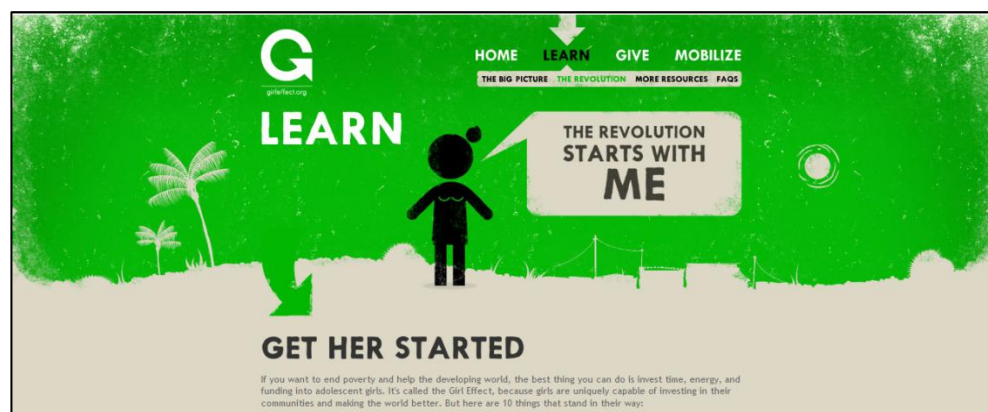 G
girleffect.org
HOME LEARN GIVE MOBILIZE
THE BIG PICTURE THE REVOLUTION MORE RESOURCES FAQS
LEARN
THE REVOLUTION
STARTS WITH
ME
GET HER STARTED
If you want to end poverty and help the developing world, the best thing you can do is invest time, energy, and
funding into adolescent girls. It's called the Girl Effect, because girls are uniquely capable of investing in their
communities and making the world better. But here are 10 things that stand in their way: